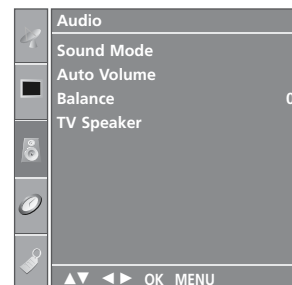 Audio
Sound Mode
Auto Volume
Balance 0
TV Speaker
▲▼ ◄► OK MENU